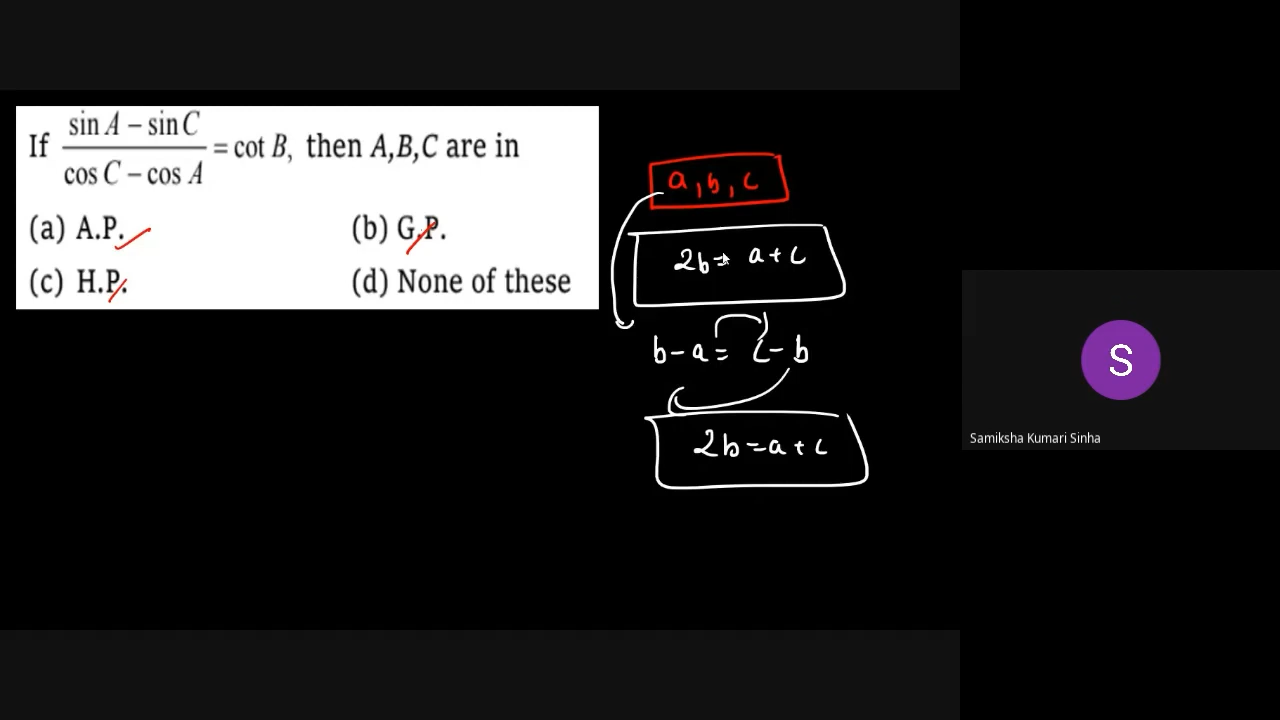 If (sin A − sin C)/(cos C − cos A) = cot B, then A, B, C are in
(a) A.P.
(b) G.P.
(c) H.P.
(d) None of these
a, b, c
2b = a + c
b - a = c - b
2b = a + c
S
Samiksha Kumari Sinha